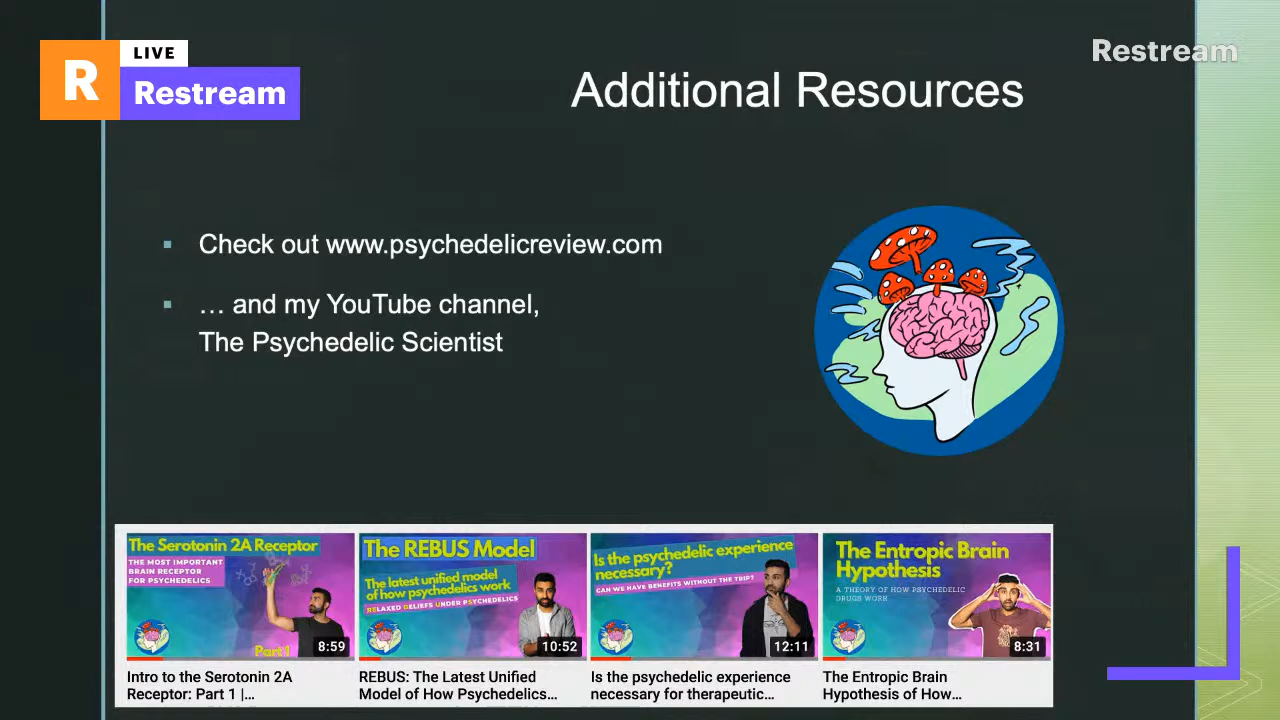 R
LIVE
Restream
Restream
Additional Resources
Check out www.psychedelicreview.com
… and my YouTube channel,
The Psychedelic Scientist
The Serotonin 2A Receptor
THE MOST IMPORTANT
BRAIN RECEPTOR
FOR PSYCHEDELICS
Part 1
8:59
Intro to the Serotonin 2A
Receptor: Part 1 |...
The REBUS Model
The latest unified model
of how psychedelics work
RELAXED BELIEFS UNDER PSYCHEDELICS
10:52
REBUS: The Latest Unified
Model of How Psychedelics...
Is the psychedelic experience
necessary?
CAN WE HAVE BENEFITS WITHOUT THE TRIP?
12:11
Is the psychedelic experience
necessary for therapeutic...
The Entropic Brain
Hypothesis
A THEORY OF HOW PSYCHEDELIC
DRUGS WORK
8:31
The Entropic Brain
Hypothesis of How...